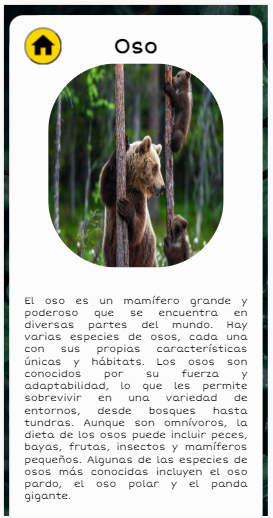 Oso
El oso es un mamífero grande y
poderoso que se encuentra en
diversas partes del mundo. Hay
varias especies de osos, cada una
con sus propias características
únicas y hábitats. Los osos son
conocidos por su fuerza y
adaptabilidad, lo que les permite
sobrevivir en una variedad de
entornos, desde bosques hasta
tundras. Aunque son omnívoros, la
dieta de los osos puede incluir peces,
bayas, frutas, insectos y mamíferos
pequeños. Algunas de las especies de
osos más conocidas incluyen el oso
pardo, el oso polar y el panda
gigante.